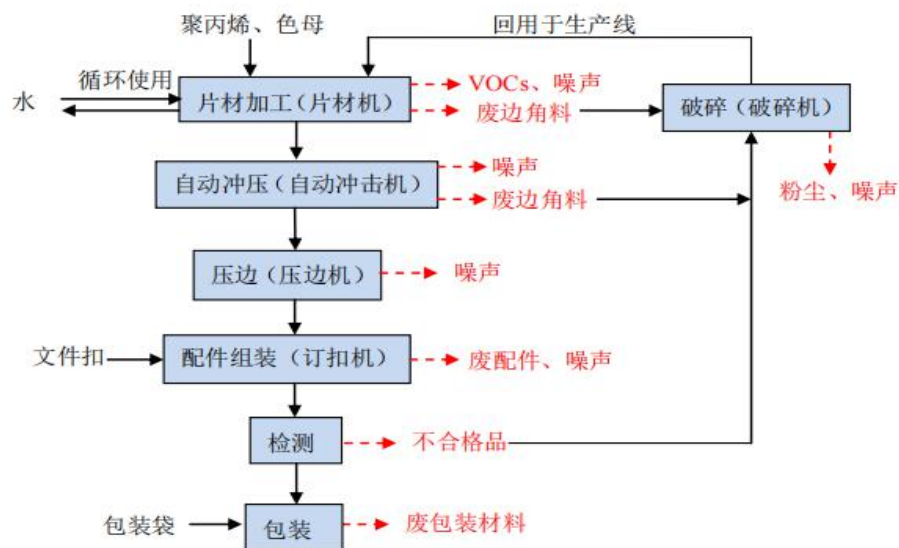 聚丙烯、色母
回用于生产线
循环使用
水
片材加工（片材机）
VOCs、噪声
废边角料
破碎（破碎机）
自动冲压（自动冲击机）
噪声
废边角料
粉尘、噪声
压边（压边机）
噪声
文件扣
配件组装（订扣机）
废配件、噪声
检测
不合格品
包装袋
包装
废包装材料